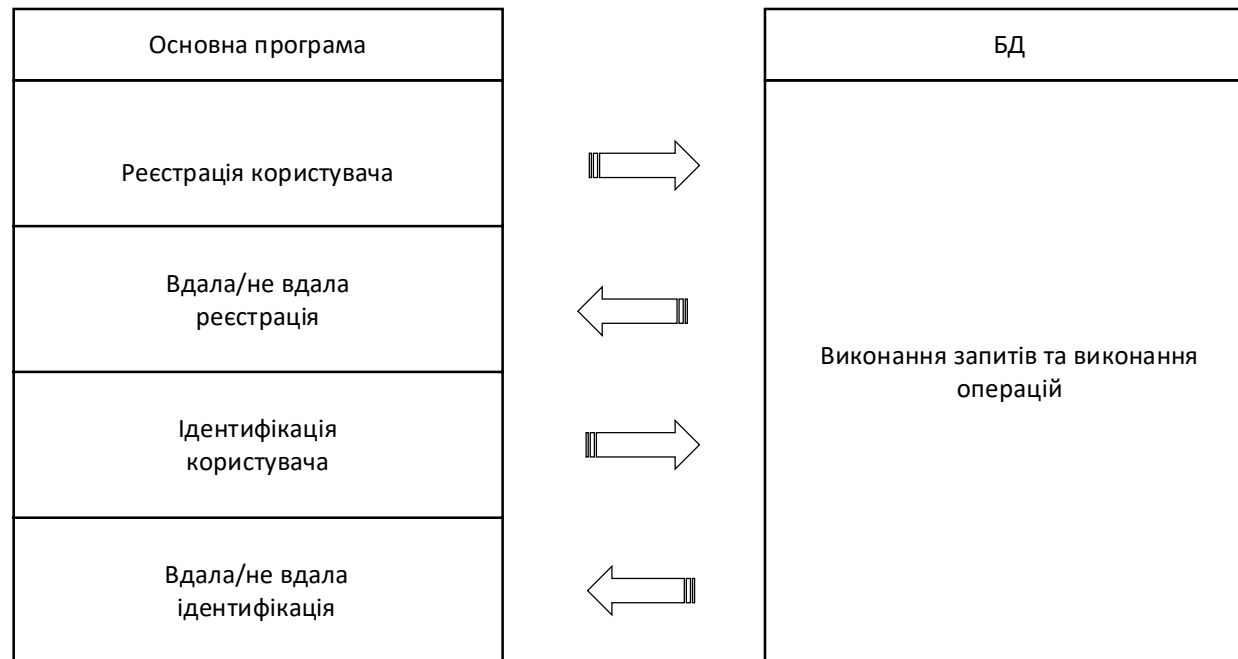 Основна програма
БД
Реєстрація користувача
Вдала/не вдала
реєстрація
Виконання запитів та виконання
операцій
Ідентифікація
користувача
Вдала/не вдала
ідентифікація